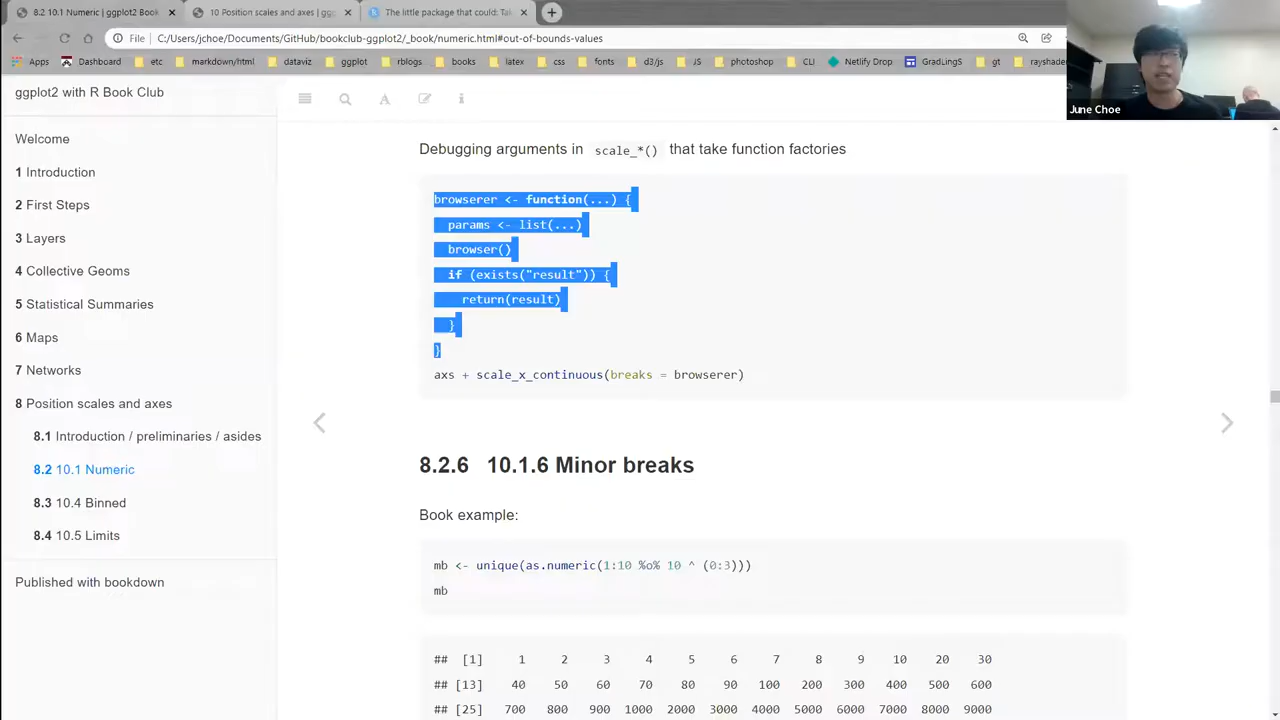 8.2 10.1 Numeric | ggplot2 Book
10 Position scales and axes | gg
The little package that could: Tak
File | C:/Users/jchoe/Documents/GitHub/bookclub-ggplot2/_book/numeric.html#out-of-bounds-values
Apps Dashboard etc markdown/html dataviz ggplot rblogs books latex css fonts d3/js JS photoshop CLI Netlify Drop GradLingS gt rayshade
June Choe
ggplot2 with R Book Club
Welcome
1 Introduction
2 First Steps
3 Layers
4 Collective Geoms
5 Statistical Summaries
6 Maps
7 Networks
8 Position scales and axes
8.1 Introduction / preliminaries / asides
8.2 10.1 Numeric
8.3 10.4 Binned
8.4 10.5 Limits
Published with bookdown
Debugging arguments in scale_*() that take function factories
browserer <- function(...) {
params <- list(...)
browser()
if (exists("result")) {
return(result)
}
}
axs + scale_x_continuous(breaks = browserer)
8.2.6 10.1.6 Minor breaks
Book example:
mb <- unique(as.numeric(1:10 %o% 10 ^ (0:3)))
mb
## [1] 1 2 3 4 5 6 7 8 9 10 20 30
## [13] 40 50 60 70 80 90 100 200 300 400 500 600
## [25] 700 800 900 1000 2000 3000 4000 5000 6000 7000 8000 9000